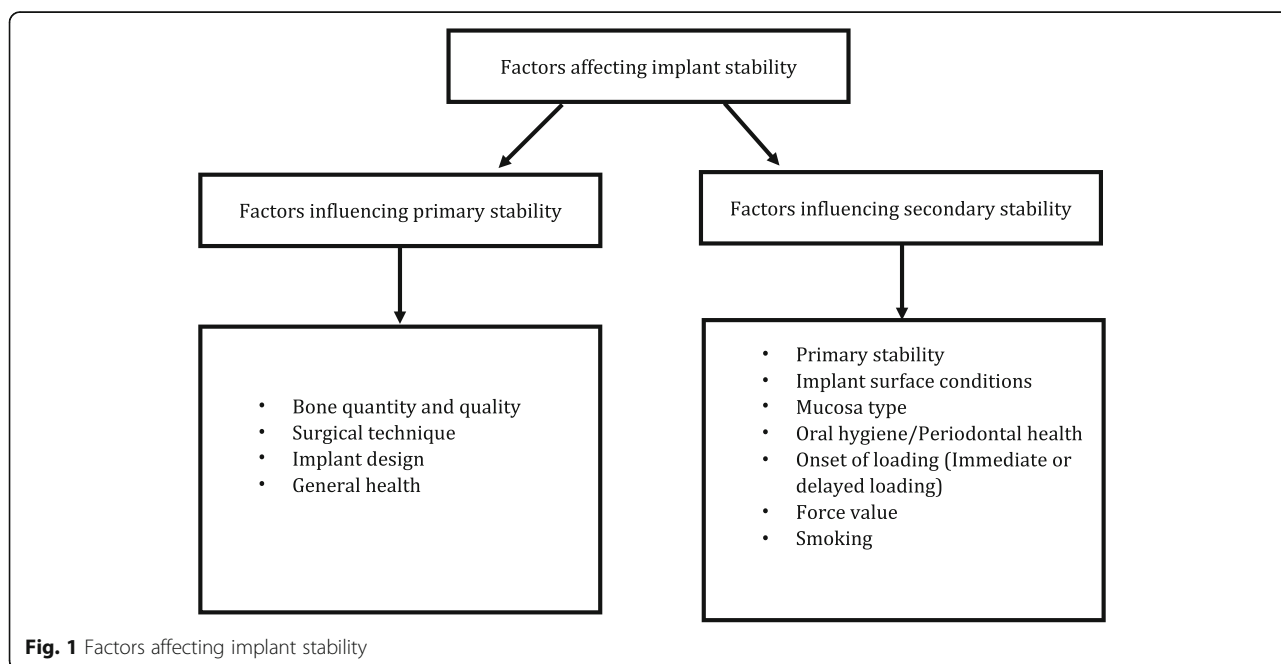 Factors affecting implant stability
Factors influencing primary stability
Factors influencing secondary stability
• Bone quantity and quality
• Surgical technique
• Implant design
• General health
• Primary stability
• Implant surface conditions
• Mucosa type
• Oral hygiene/Periodontal health
• Onset of loading (Immediate or
delayed loading)
• Force value
• Smoking
Fig. 1 Factors affecting implant stability